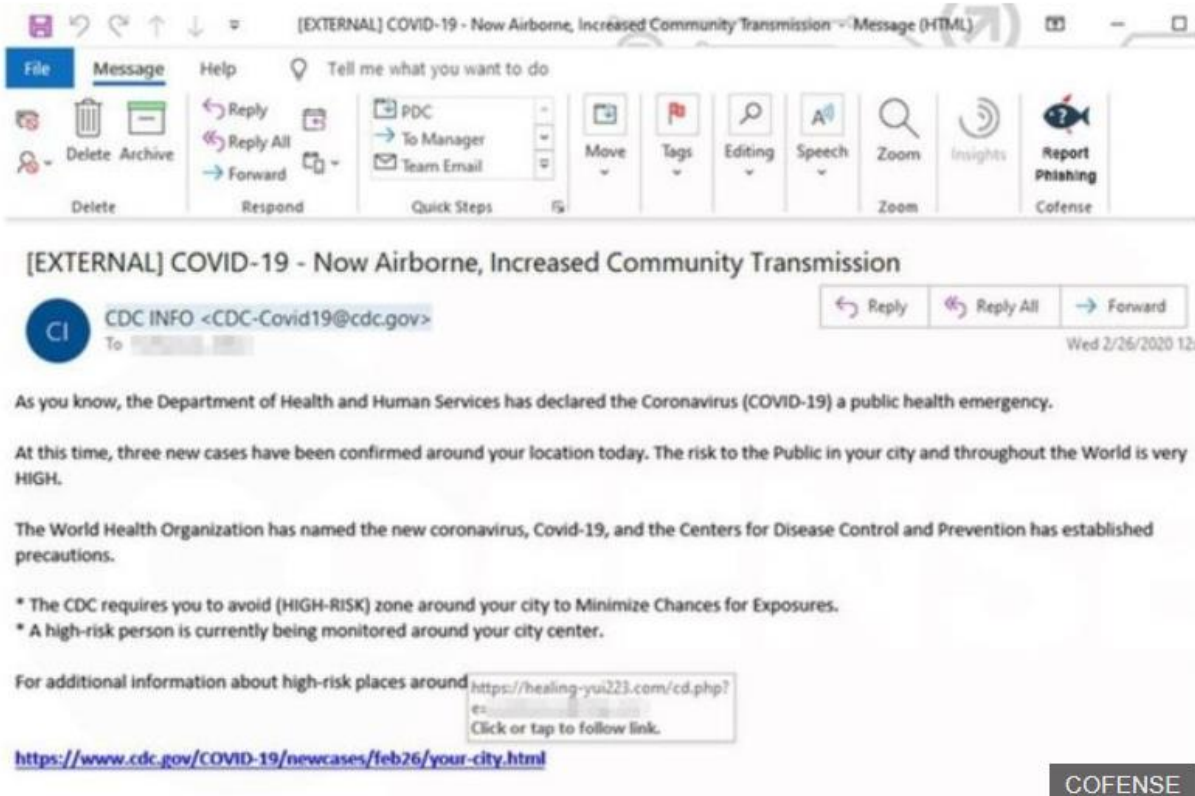 [EXTERNAL] COVID-19 - Now Airborne, Increased Community Transmission - Message (HTML)
File Message Help Tell me what you want to do
Delete Archive
Reply
Reply All
Forward
PDC
To Manager
Team Email
Move
Tags
Editing
Speech
Zoom
Insights
Report Phishing
Delete Respond Quick Steps Zoom Cofense
[EXTERNAL] COVID-19 - Now Airborne, Increased Community Transmission
CI
CDC INFO <CDC-Covid19@cdc.gov>
To
Reply Reply All Forward
Wed 2/26/2020 12:
As you know, the Department of Health and Human Services has declared the Coronavirus (COVID-19) a public health emergency.
At this time, three new cases have been confirmed around your location today. The risk to the Public in your city and throughout the World is very
HIGH.
The World Health Organization has named the new coronavirus, Covid-19, and the Centers for Disease Control and Prevention has established
precautions.
* The CDC requires you to avoid (HIGH-RISK) zone around your city to Minimize Chances for Exposures.
* A high-risk person is currently being monitored around your city center.
For additional information about high-risk places around
https://healing-yui223.com/cd.php?
e=
Click or tap to follow link.
https://www.cdc.gov/COVID-19/newcases/feb26/your-city.html
COFENSE